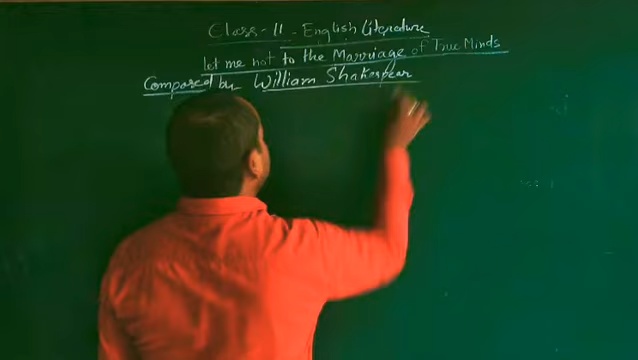 Class - 11 - English Literature
let me not to the Marriage of True Minds
Composed by William Shakespear